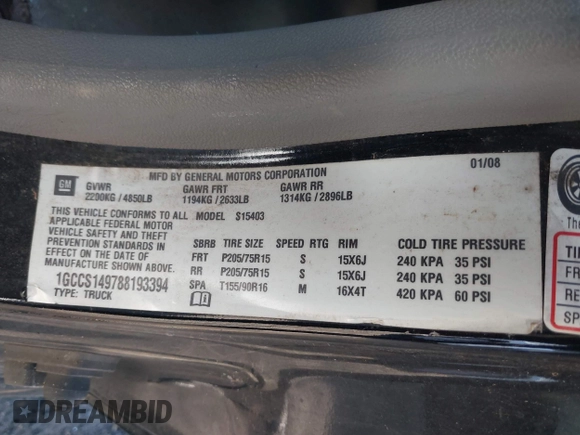 MFD BY GENERAL MOTORS CORPORATION 01/08
GM GVWR GAWR FRT GAWR RR
2200KG / 4850LB 1194KG / 2633LB 1314KG / 2896LB
THIS VEHICLE CONFORMS TO ALL MODEL S15403
APPLICABLE FEDERAL MOTOR
VEHICLE SAFETY AND THEFT
PREVENTION STANDARDS IN
EFFECT ON THE DATE OF
MANUFACTURE SHOWN ABOVE.
1GCCS149788193394
TYPE: TRUCK
SBRB TIRE SIZE SPEED RTG RIM COLD TIRE PRESSURE
FRT P205/75R15 S 15X6J 240 KPA 35 PSI
RR P205/75R15 S 15X6J 240 KPA 35 PSI
SPA T155/90R16 M 16X4T 420 KPA 60 PSI
TI
FR
RE
SP
DREAMBID